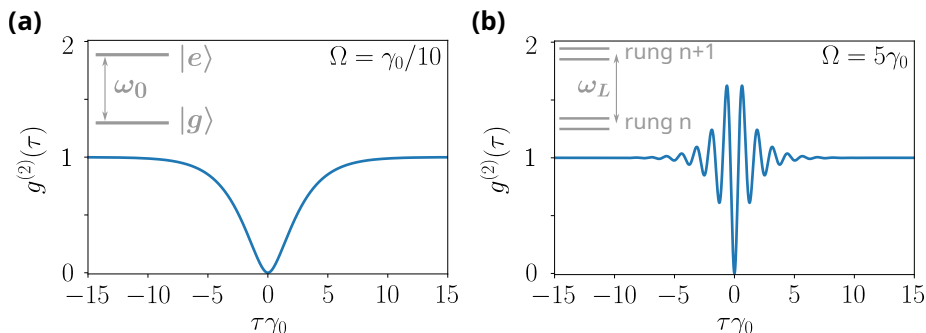 (a)
2
1
0
g⁽²⁾(τ)
|e⟩
ω₀
|g⟩
Ω = γ₀/10
−15 −10 −5 0 5 10 15
τγ₀
(b)
2
1
0
g⁽²⁾(τ)
rung n+1
ω_L
rung n
Ω = 5γ₀
−15 −10 −5 0 5 10 15
τγ₀